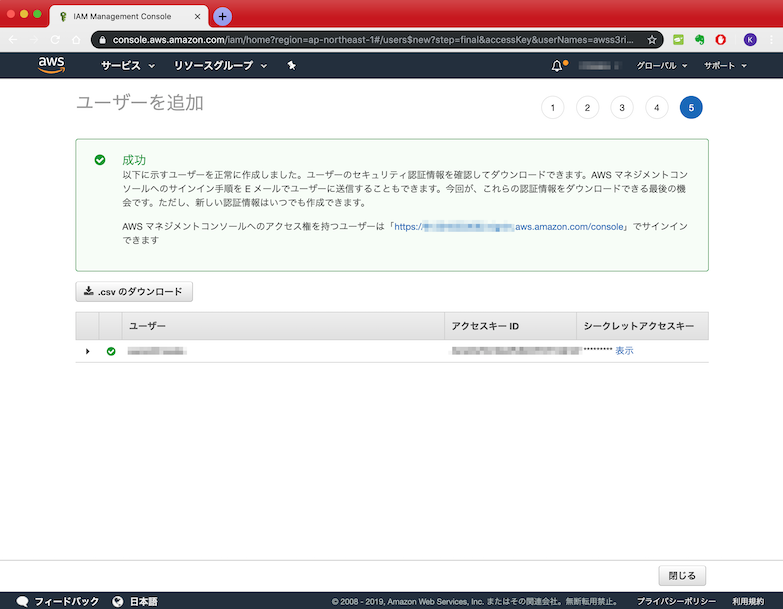 IAM Management Console
console.aws.amazon.com/iam/home?region=ap-northeast-1#/users$new?step=final&accessKey&userNames=awss3ri...
K
aws
サービス
リソースグループ
グローバル
サポート
ユーザーを追加
1 2 3 4 5
成功
以下に示すユーザーを正常に作成しました。ユーザーのセキュリティ認証情報を確認してダウンロードできます。AWS マネジメントコン
ソールへのサインイン手順を E メールでユーザーに送信することもできます。今回が、これらの認証情報をダウンロードできる最後の機
会です。ただし、新しい認証情報はいつでも作成できます。
AWS マネジメントコンソールへのアクセス権を持つユーザーは「https://
.aws.amazon.com/console」でサインイン
できます
.csv のダウンロード
ユーザー
アクセスキー ID
シークレットアクセスキー
********* 表示
閉じる
フィードバック
日本語
© 2008 - 2019, Amazon Web Services, Inc. またはその関連会社。無断転用禁止。
プライバシーポリシー
利用規約